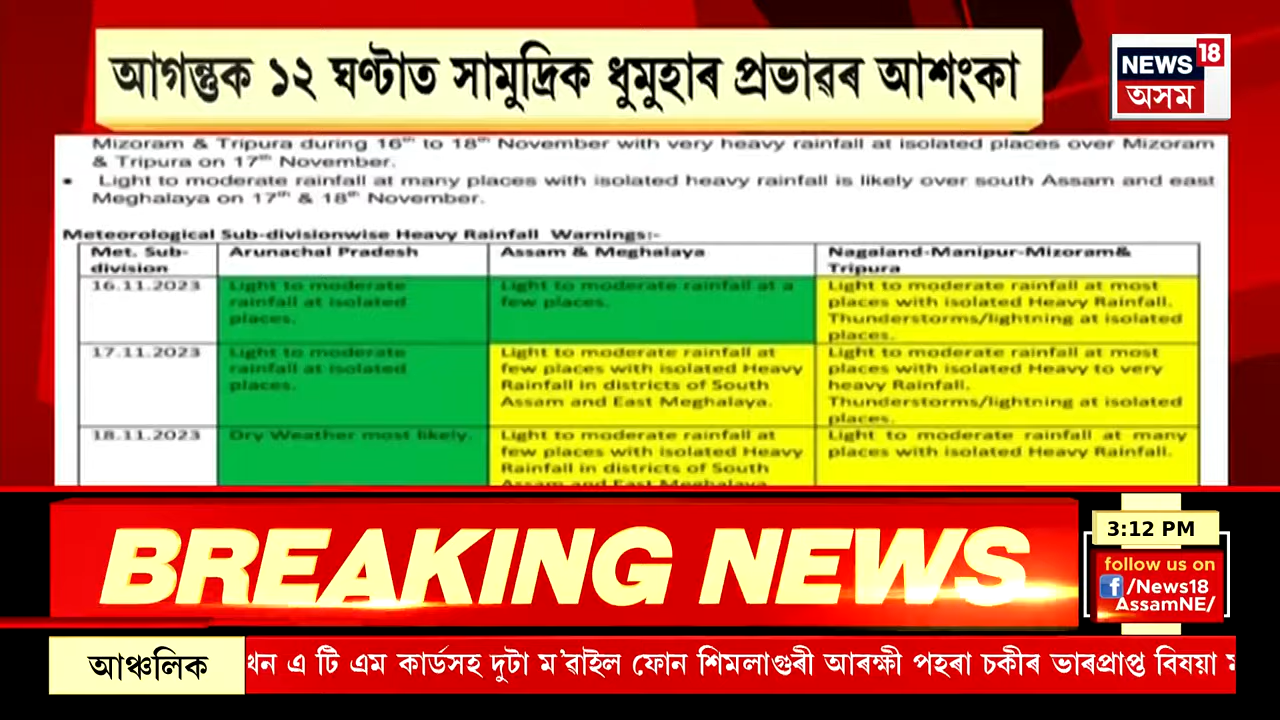 আগন্তুক ১২ ঘণ্টাত সামুদ্ৰিক ধুমুহাৰ প্ৰভাৱৰ আশংকা
NEWS 18
অসম
Mizoram & Tripura during 16th to 18th November with very heavy rainfall at isolated places over Mizoram
& Tripura on 17th November.
• Light to moderate rainfall at many places with isolated heavy rainfall is likely over south Assam and east
Meghalaya on 17th & 18th November.
Meteorological Sub-divisionwise Heavy Rainfall Warnings:-
Met. Sub-
division
Arunachal Pradesh
Assam & Meghalaya
Nagaland-Manipur-Mizoram&
Tripura
16.11.2023
Light to moderate
rainfall at isolated
places.
Light to moderate rainfall at a
few places.
Light to moderate rainfall at most
places with isolated Heavy Rainfall.
Thunderstorms/lightning at isolated
places.
17.11.2023
Light to moderate
rainfall at isolated
places.
Light to moderate rainfall at
few places with isolated Heavy
Rainfall in districts of South
Assam and East Meghalaya.
Light to moderate rainfall at most
places with isolated Heavy to very
heavy Rainfall.
Thunderstorms/lightning at isolated
places.
18.11.2023
Dry Weather most likely.
Light to moderate rainfall at
few places with isolated Heavy
Rainfall in districts of South
Assam and East Meghalaya
Light to moderate rainfall at many
places with isolated Heavy Rainfall.
BREAKING NEWS
3:12 PM
follow us on
/News18
AssamNE/
আঞ্চলিক
এ টি এম কাৰ্ডসহ দুটা ম'বাইল ফোন শিমলাগুৰী আৰক্ষী পহৰা চকীৰ ভাৰপ্ৰাপ্ত বিষয়া